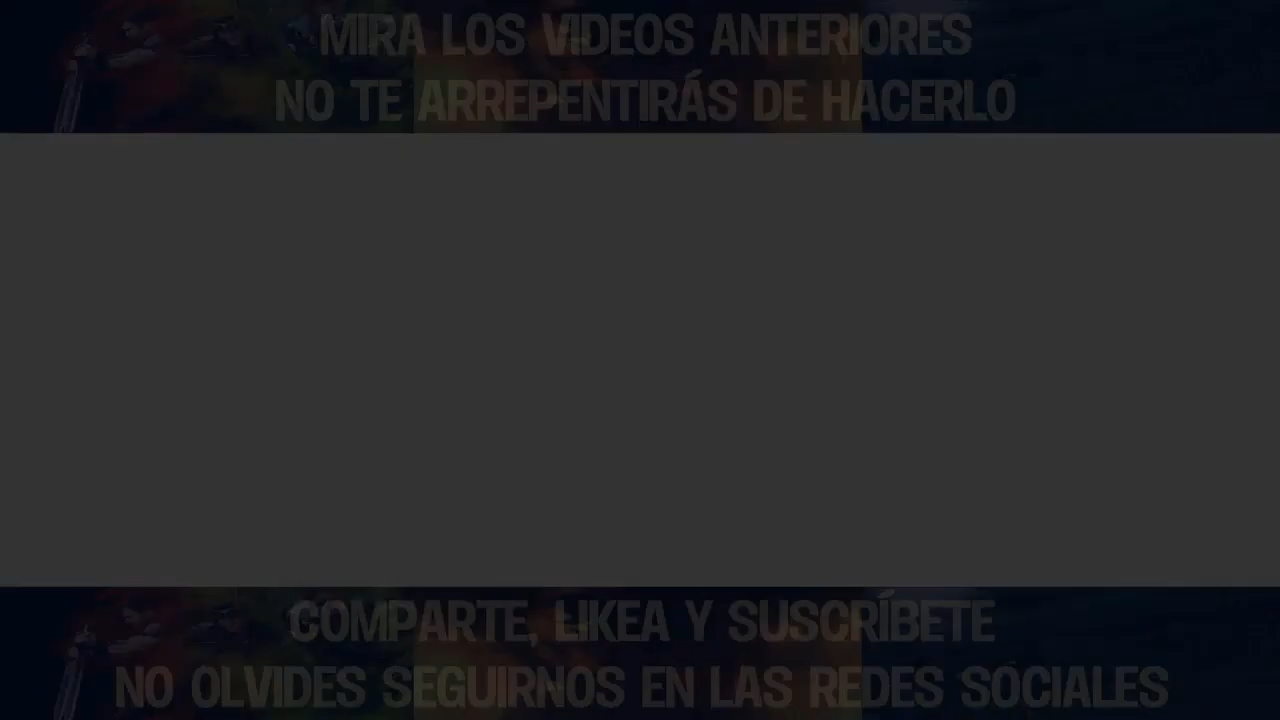 MIRA LOS VIDEOS ANTERIORES
NO TE ARREPENTIRÁS DE HACERLO
COMPARTE, LIKEA Y SUSCRÍBETE
NO OLVIDES SEGUIRNOS EN LAS REDES SOCIALES